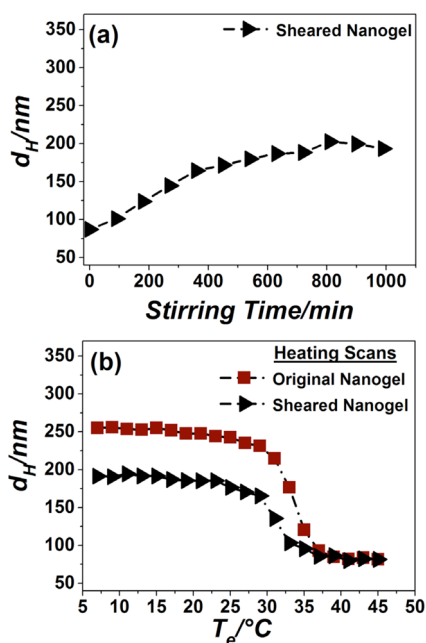 (a)
Sheared Nanogel
350
300
250
200
150
100
50
d_H/nm
0 200 400 600 800 1000
Stirring Time/min
(b)
Heating Scans
Original Nanogel
Sheared Nanogel
350
300
250
200
150
100
50
d_H/nm
5 10 15 20 25 30 35 40 45 50
T_e/°C